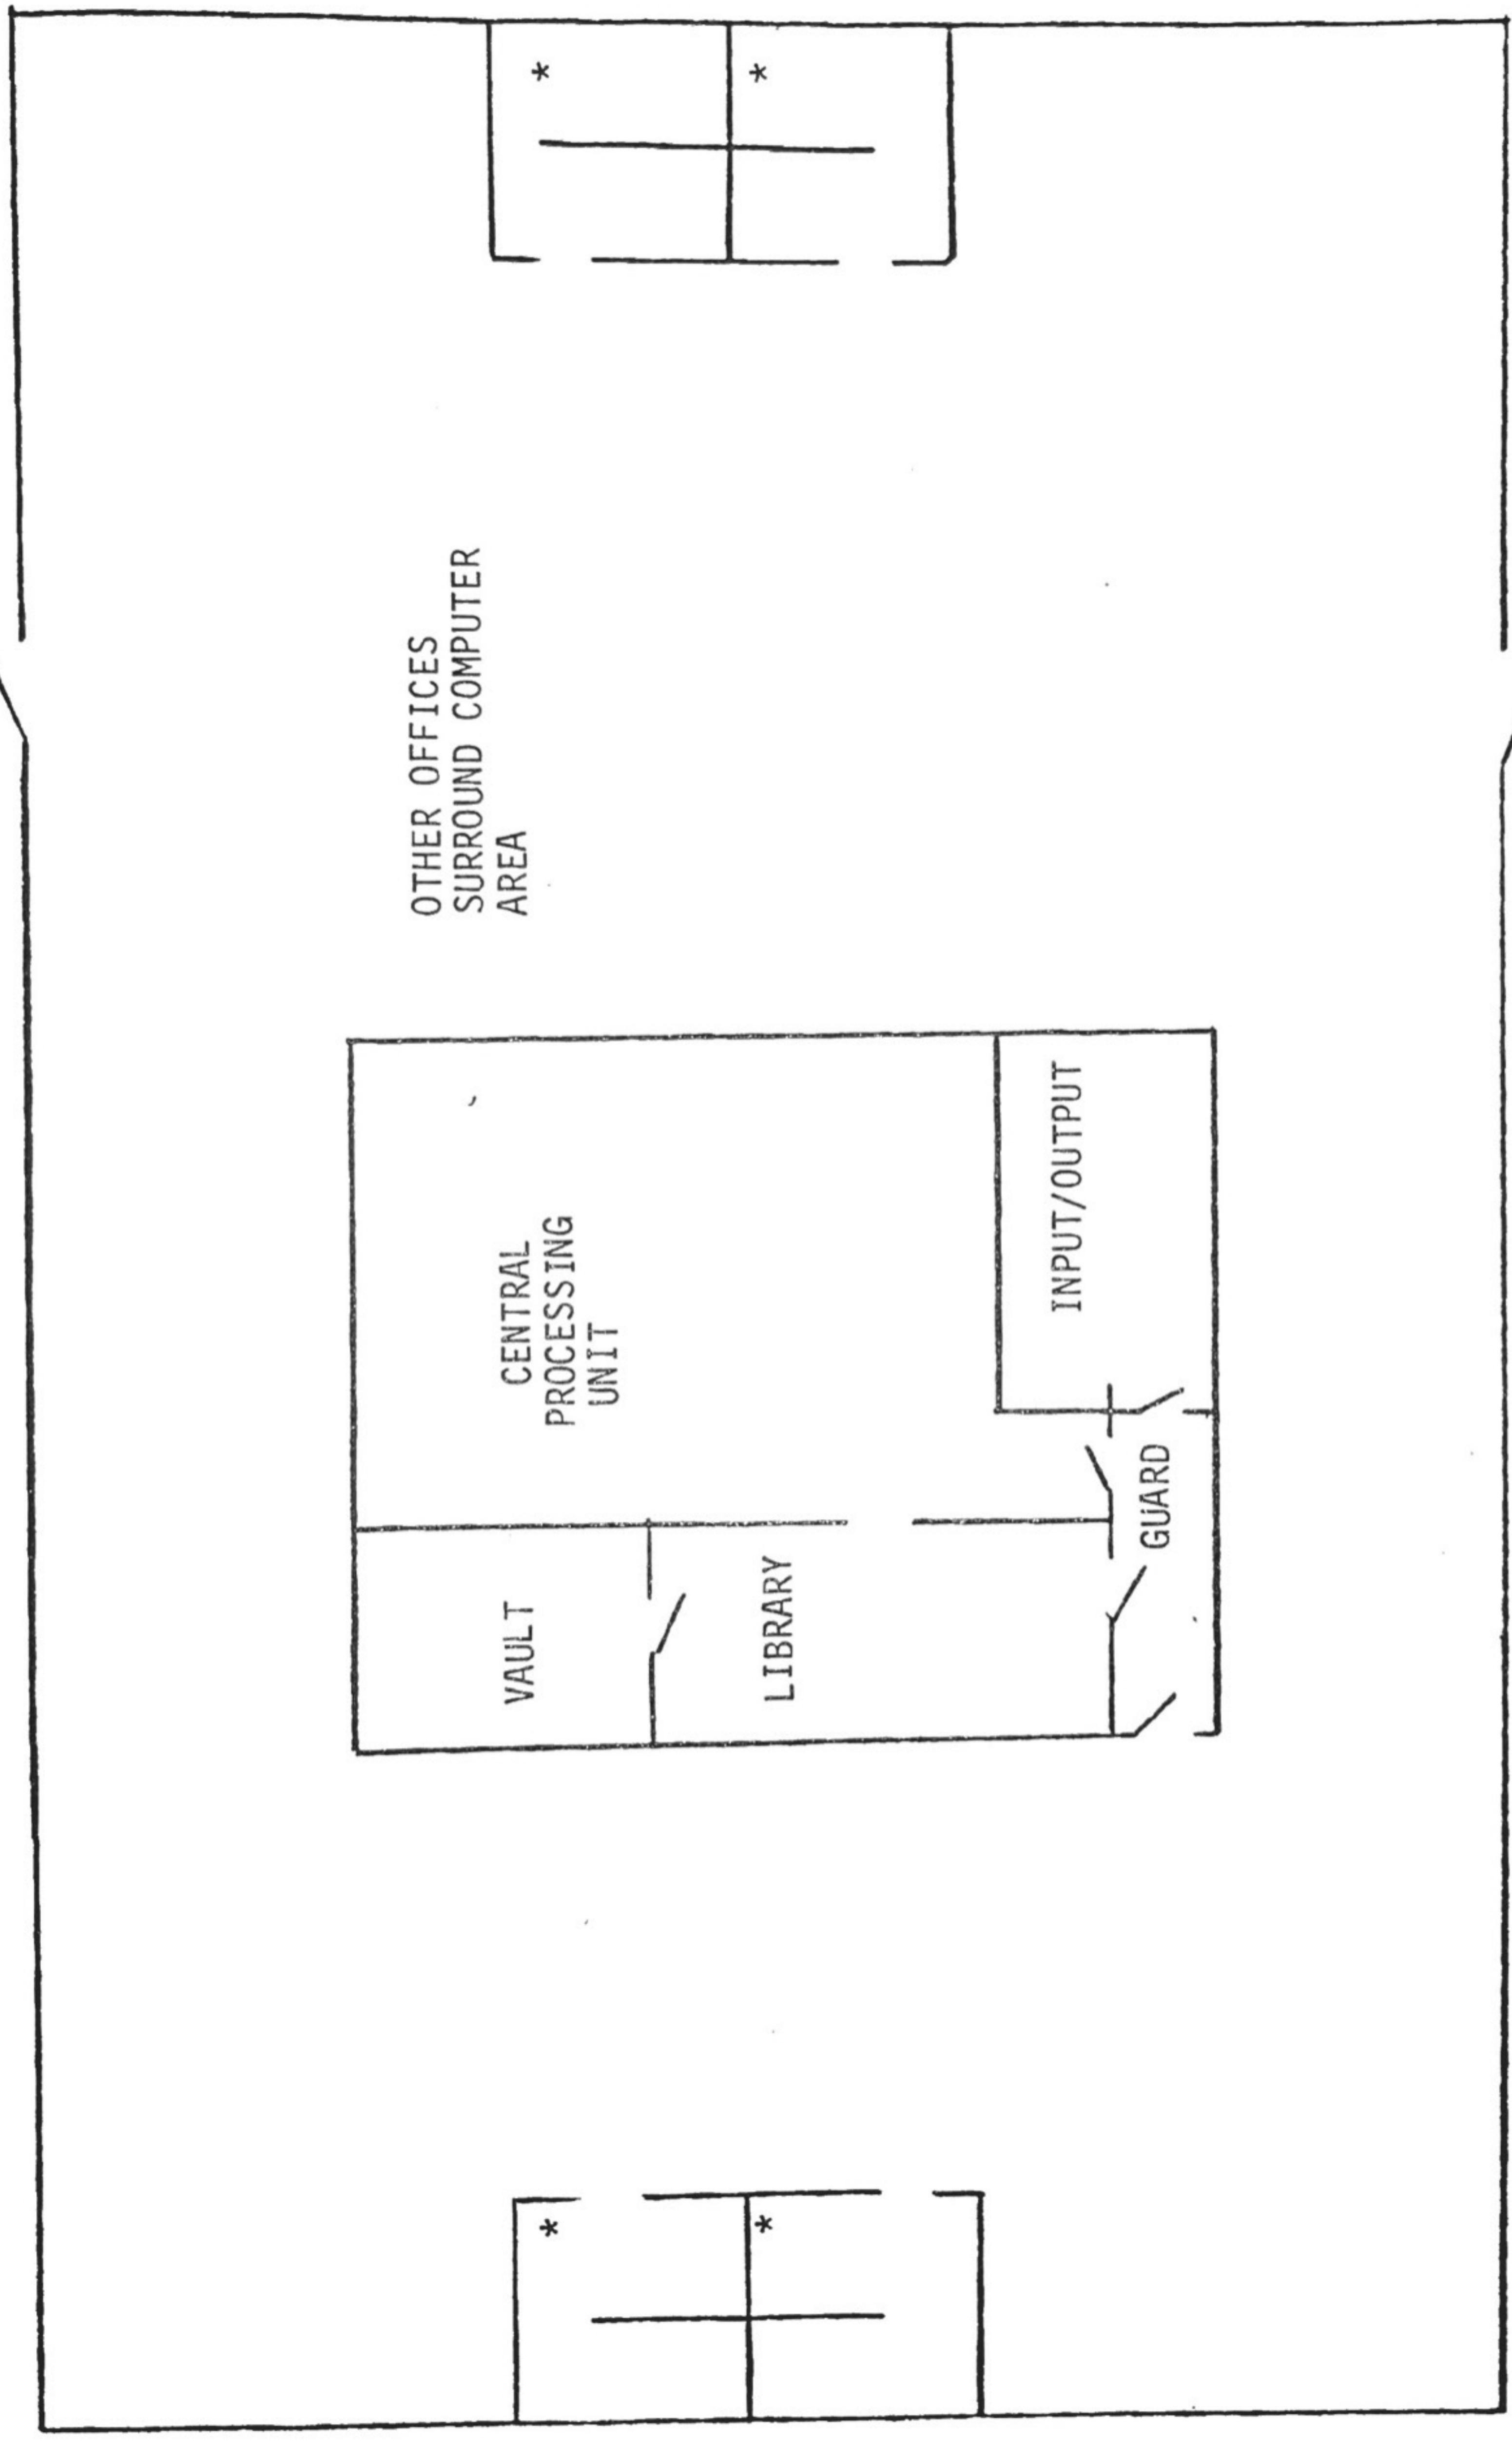 *
*
OTHER OFFICES
SURROUND COMPUTER
AREA
CENTRAL
PROCESSING
UNIT
INPUT/OUTPUT
VAULT
LIBRARY
GUARD
*
*